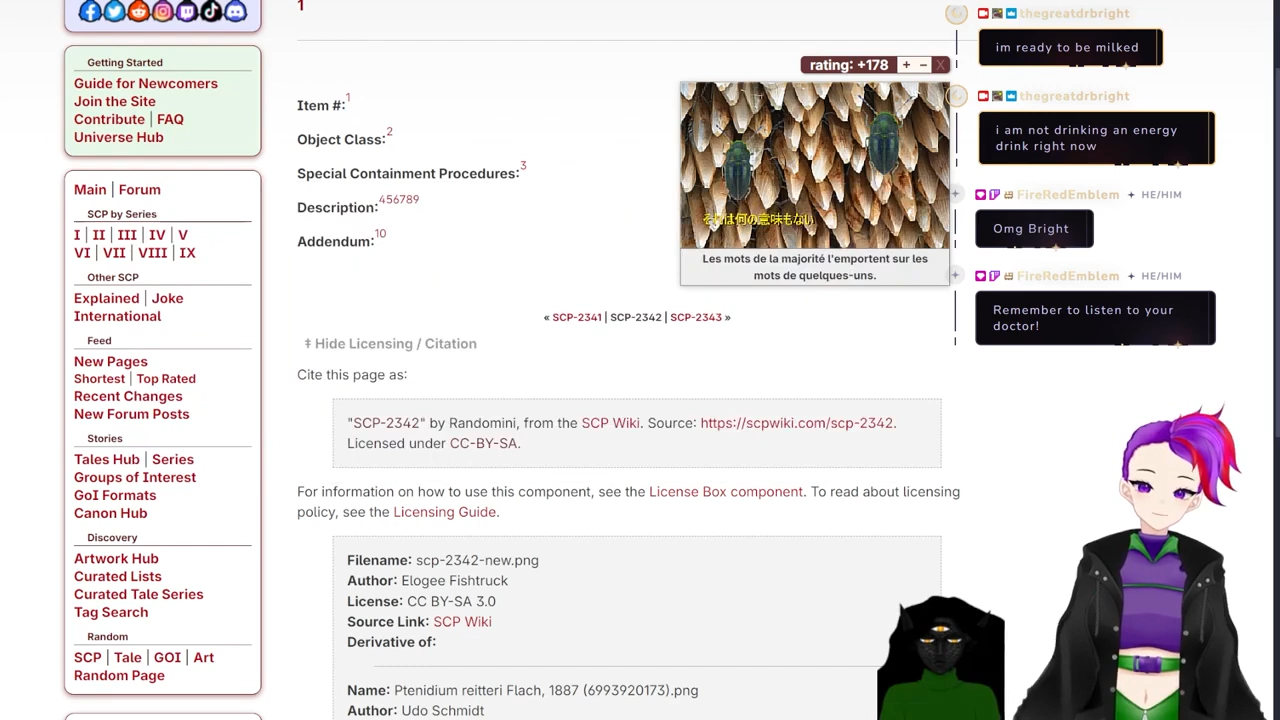 1
Getting Started
Guide for Newcomers
Join the Site
Contribute | FAQ
Universe Hub
Main | Forum
SCP by Series
I | II | III | IV | V
VI | VII | VIII | IX
Other SCP
Explained | Joke
International
Feed
New Pages
Shortest | Top Rated
Recent Changes
New Forum Posts
Stories
Tales Hub | Series
Groups of Interest
GoI Formats
Canon Hub
Discovery
Artwork Hub
Curated Lists
Curated Tale Series
Tag Search
Random
SCP | Tale | GOI | Art
Random Page
rating: +178 + − X
Item #:1
Object Class:2
Special Containment Procedures:3
Description:456789
Addendum:10
それは何の意味もない
Les mots de la majorité l'emportent sur les
mots de quelques-uns.
« SCP-2341 | SCP-2342 | SCP-2343 »
‡ Hide Licensing / Citation
Cite this page as:
"SCP-2342" by Randomini, from the SCP Wiki. Source: https://scpwiki.com/scp-2342.
Licensed under CC-BY-SA.
For information on how to use this component, see the License Box component. To read about licensing
policy, see the Licensing Guide.
Filename: scp-2342-new.png
Author: Elogee Fishtruck
License: CC BY-SA 3.0
Source Link: SCP Wiki
Derivative of:
Name: Ptenidium reitteri Flach, 1887 (6993920173).png
Author: Udo Schmidt
thegreatdrbright
im ready to be milked
thegreatdrbright
i am not drinking an energy
drink right now
FireRedEmblem HE/HIM
Omg Bright
FireRedEmblem HE/HIM
Remember to listen to your
doctor!